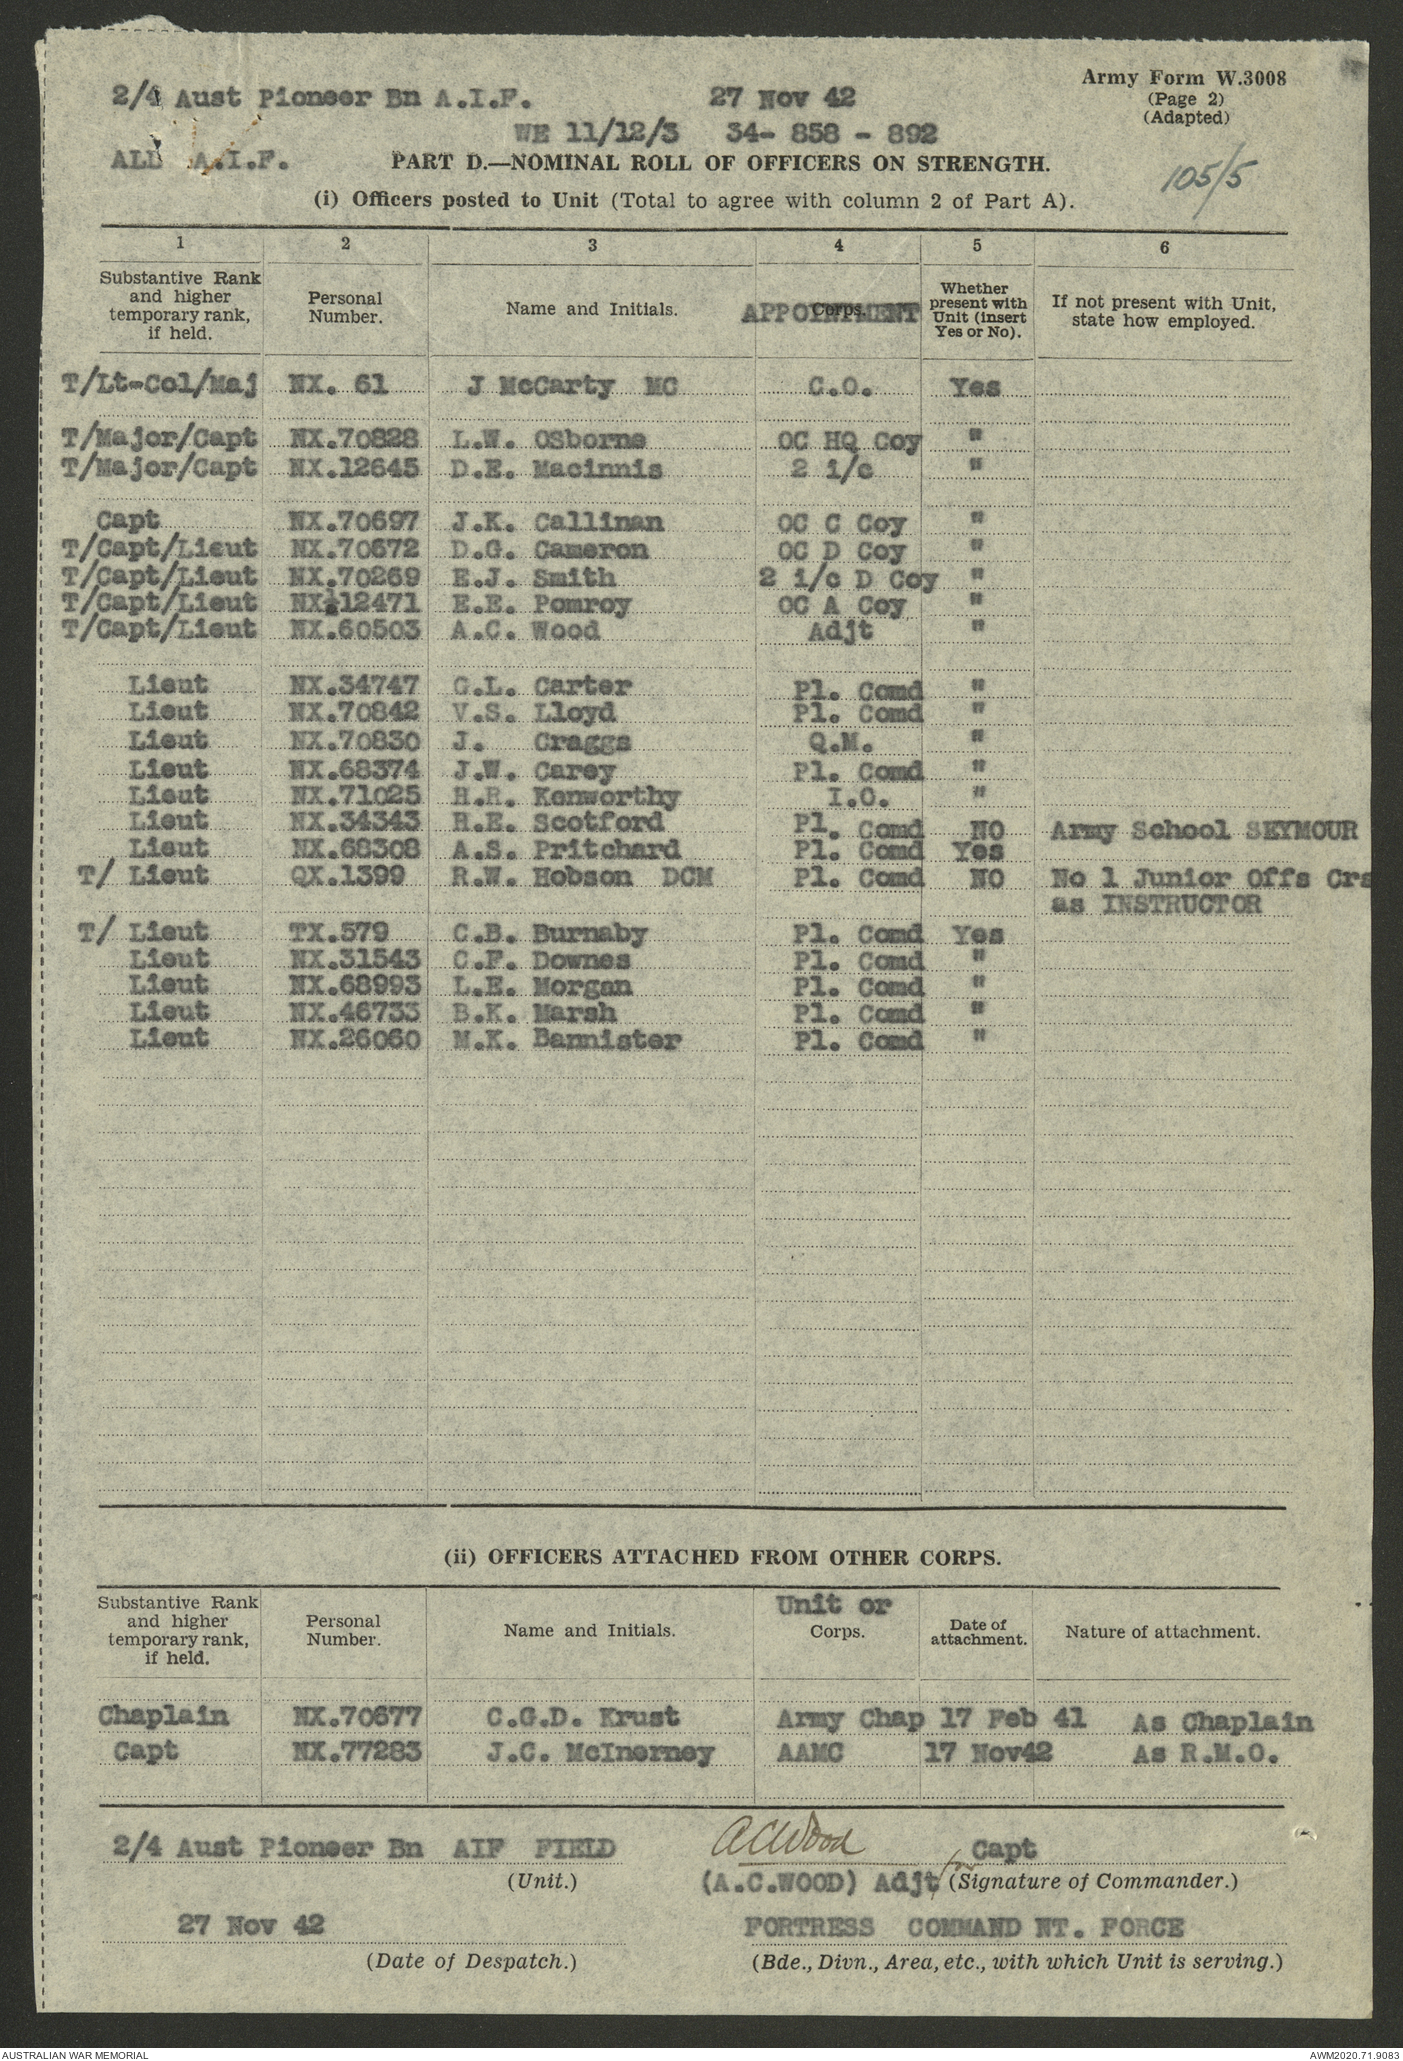 Army Form W.3008
(Page 2)
(Adapted)
2/4 Aust Pioneer Bn A.I.F. 27 Nov 42
WE 11/12/3 34- 858 - 892
ALL A.I.F.
105/5
PART D.—NOMINAL ROLL OF OFFICERS ON STRENGTH.
(i) Officers posted to Unit (Total to agree with column 2 of Part A).
1 2 3 4 5 6
Substantive Rank and higher temporary rank, if held. Personal Number. Name and Initials. Corps. APPOINTMENT Whether present with Unit (insert Yes or No). If not present with Unit, state how employed.
T/Lt-Col/Maj NX. 61 J McCarty MC C.O. Yes
T/Major/Capt NX.70828 L.W. OSborne OC HQ Coy "
T/Major/Capt NX.12645 D.E. Macinnis 2 i/c "
Capt NX.70697 J.K. Callinan OC C Coy "
T/Capt/Lieut NX.70672 D.G. Cameron OC D Coy "
T/Capt/Lieut NX.70269 E.J. Smith 2 i/c D Coy "
T/Capt/Lieut NX.12471 E.E. Pomroy OC A Coy "
T/Capt/Lieut NX.60503 A.C. Wood Adjt "
Lieut NX.34747 G.L. Carter Pl. Comd "
Lieut NX.70842 V.S. Lloyd Pl. Comd "
Lieut NX.70830 J. Craggs Q.M. "
Lieut NX.68374 J.W. Carey Pl. Comd "
Lieut NX.71025 H.R. Kenworthy I.O. "
Lieut NX.34343 R.E. Scotford Pl. Comd NO Army School SEYMOUR
Lieut NX.68308 A.S. Pritchard Pl. Comd Yes
T/ Lieut QX.1399 R.W. Hobson DCM Pl. Comd NO No 1 Junior Offs Crs
as INSTRUCTOR
T/ Lieut TX.579 C.B. Burnaby Pl. Comd Yes
Lieut NX.31543 C.F. Downes Pl. Comd "
Lieut NX.68993 L.E. Morgan Pl. Comd "
Lieut NX.46733 B.K. Marsh Pl. Comd "
Lieut NX.26060 M.K. Bannister Pl. Comd "
(ii) OFFICERS ATTACHED FROM OTHER CORPS.
Substantive Rank and higher temporary rank, if held. Personal Number. Name and Initials. Unit or Corps. Date of attachment. Nature of attachment.
Chaplain NX.70677 C.G.D. Krust Army Chap 17 Feb 41 As Chaplain
Capt NX.77283 J.C. McInerney AAMC 17 Nov42 As R.M.O.
2/4 Aust Pioneer Bn AIF FIELD ACWood Capt
(Unit.) (A.C.WOOD) Adjt for (Signature of Commander.)
27 Nov 42 FORTRESS COMMAND NT. FORCE
(Date of Despatch.) (Bde., Divn., Area, etc., with which Unit is serving.)
AUSTRALIAN WAR MEMORIAL AWM2020.71.9083